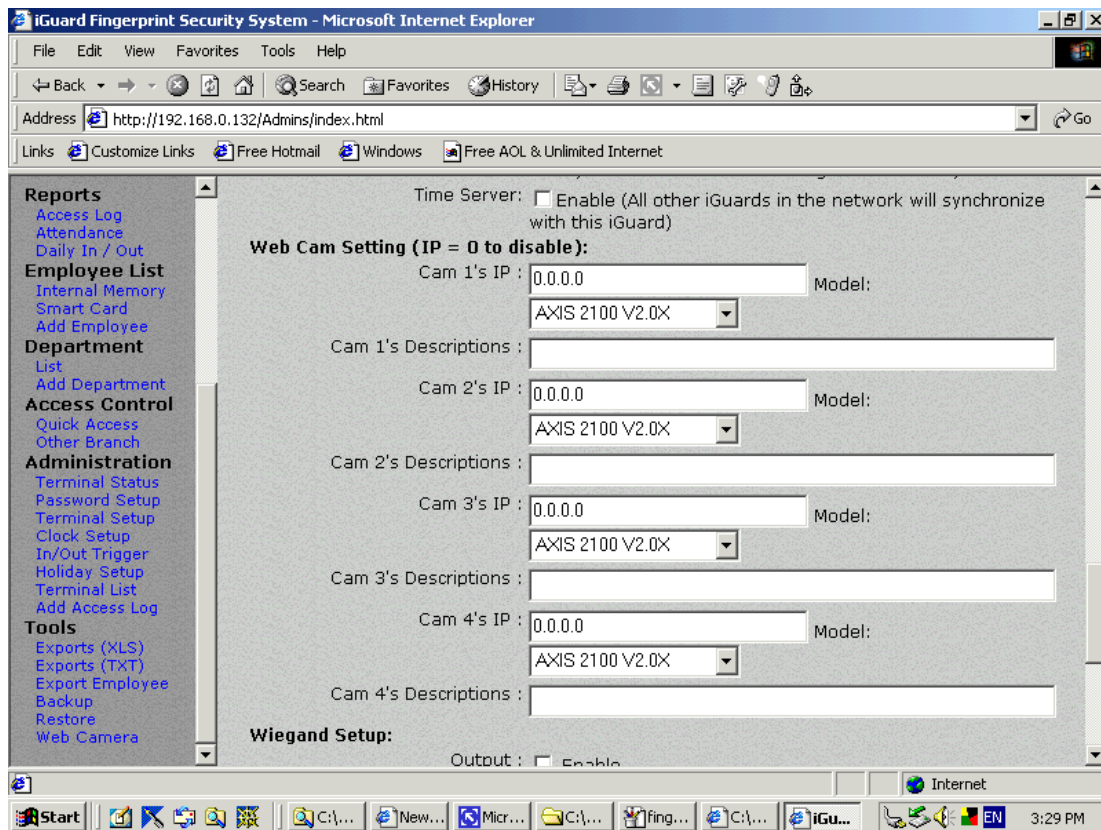 iGuard Fingerprint Security System - Microsoft Internet Explorer
File Edit View Favorites Tools Help
Back Search Favorites History
Address http://192.168.0.132/Admins/index.html Go
Links Customize Links Free Hotmail Windows Free AOL & Unlimited Internet
Reports
Access Log
Attendance
Daily In / Out
Employee List
Internal Memory
Smart Card
Add Employee
Department
List
Add Department
Access Control
Quick Access
Other Branch
Administration
Terminal Status
Password Setup
Terminal Setup
Clock Setup
In/Out Trigger
Holiday Setup
Terminal List
Add Access Log
Tools
Exports (XLS)
Exports (TXT)
Export Employee
Backup
Restore
Web Camera
Time Server: Enable (All other iGuards in the network will synchronize
with this iGuard)
Web Cam Setting (IP = 0 to disable):
Cam 1's IP : 0.0.0.0 Model:
AXIS 2100 V2.0X
Cam 1's Descriptions :
Cam 2's IP : 0.0.0.0 Model:
AXIS 2100 V2.0X
Cam 2's Descriptions :
Cam 3's IP : 0.0.0.0 Model:
AXIS 2100 V2.0X
Cam 3's Descriptions :
Cam 4's IP : 0.0.0.0 Model:
AXIS 2100 V2.0X
Cam 4's Descriptions :
Wiegand Setup:
Output : Enable
Internet
Start C:\... New... Micr... C:\... fing... C:\... iGu... EN 3:29 PM